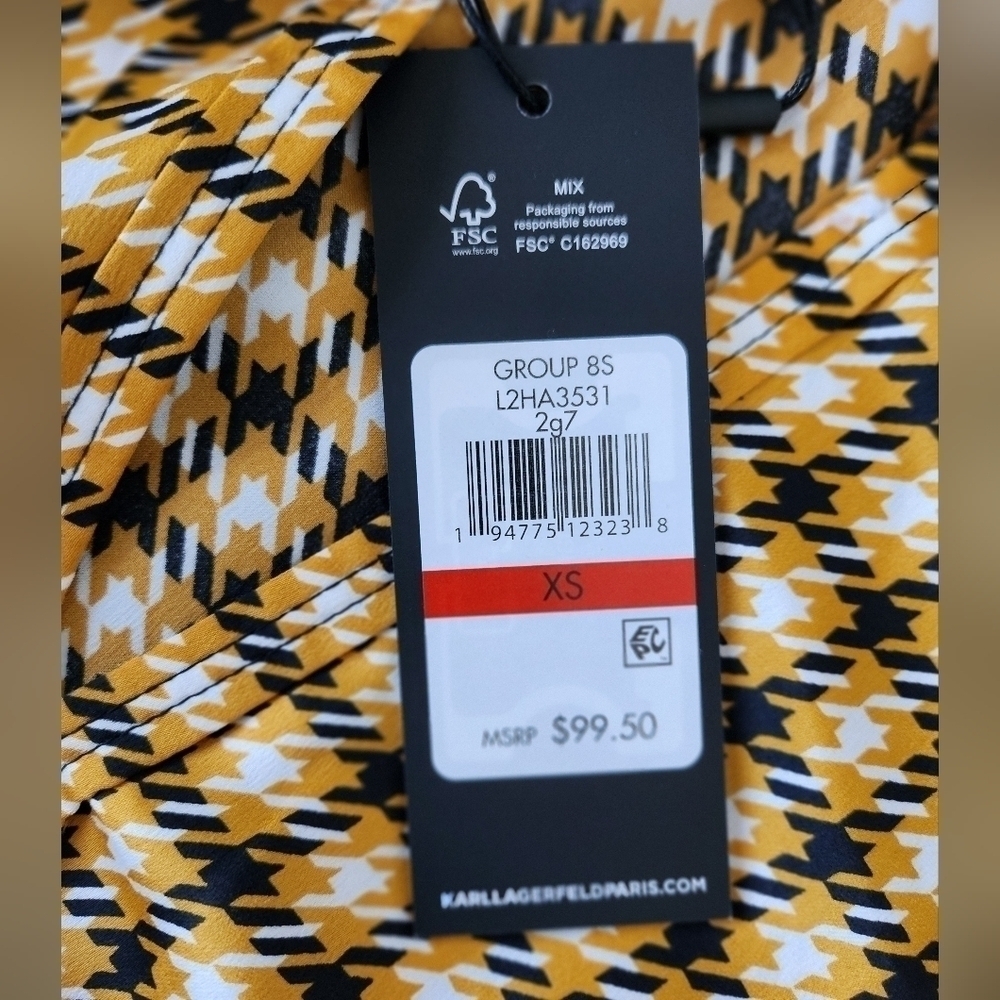 MIX
Packaging from
responsible sources
FSC® C162969
®
FSC
www.fsc.org
GROUP 8S
L2HA3531
2g7
1 94775 12323 8
XS
EPC
MSRP $99.50
KARLLAGERFELDPARIS.COM